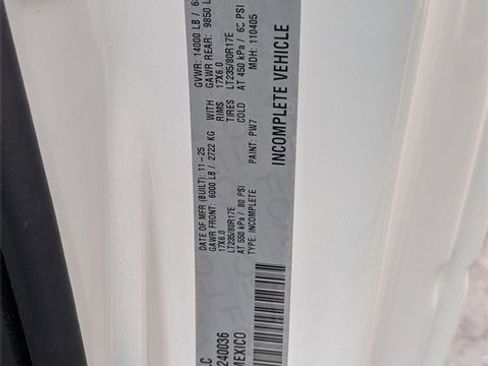 LC
240036
MEXICO
DATE OF MFR (BUILT): 11-25 GVWR: 14000 LB
GAWR FRONT: 6000 LB / 2722 KG WITH GAWR REAR: 9850 L
17X6.0 RIMS 17X6.0
LT235/80R17E TIRES LT235/80R17E
AT 550 kPa / 80 PSI COLD AT 450 kPa / 65 PSI
TYPE: INCOMPLETE MDH: 110405
PAINT: PW7
INCOMPLETE VEHICLE